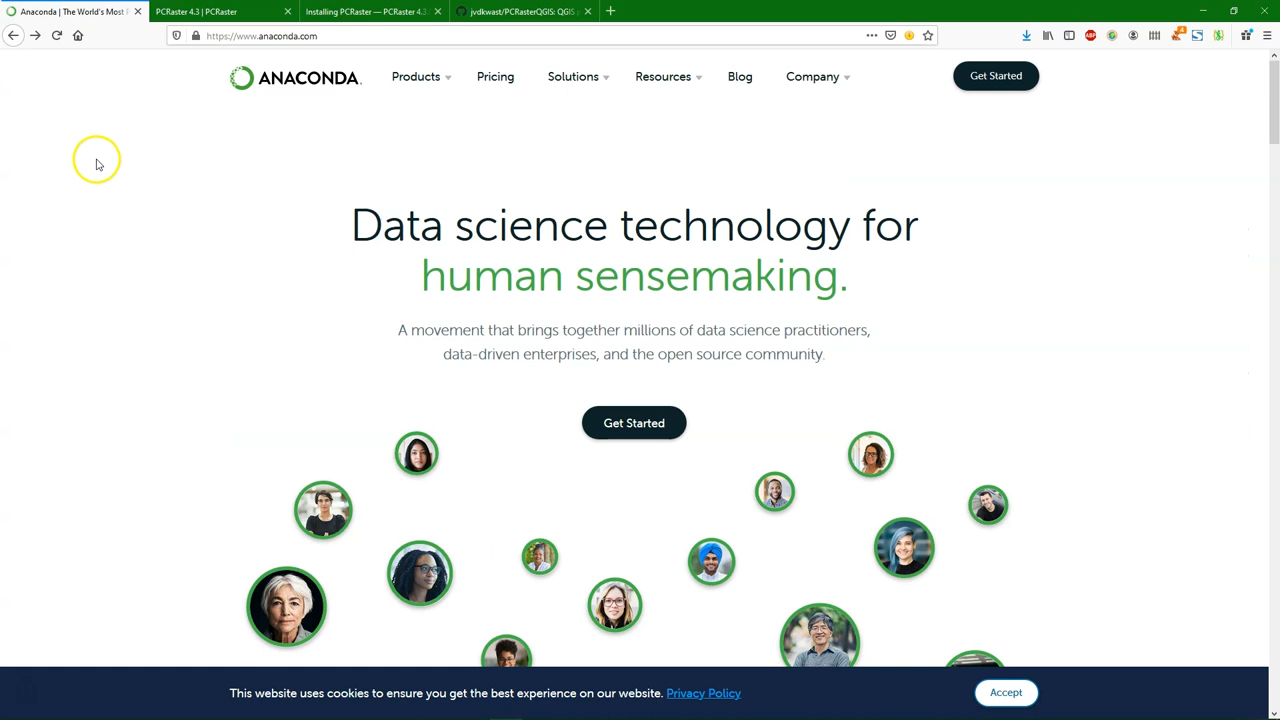 Anaconda | The World's Most P
PCRaster 4.3 | PCRaster
Installing PCRaster — PCRaster 4.3.
jvdkwast/PCRasterQGIS: QGIS
https://www.anaconda.com
ABP
4
ANACONDA.
Products
Pricing
Solutions
Resources
Blog
Company
Get Started
Data science technology for
human sensemaking.
A movement that brings together millions of data science practitioners,
data-driven enterprises, and the open source community.
Get Started
This website uses cookies to ensure you get the best experience on our website. Privacy Policy
Accept